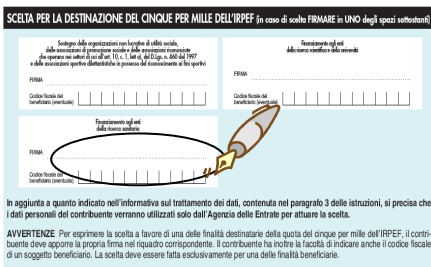 SCELTA PER LA DESTINAZIONE DEL CINQUE PER MILLE DELL'IRPEF (in caso di scelta FIRMARE in UNO degli spazi sottostanti)
Sostegno delle organizzazioni non lucrative di utilità sociale,
delle associazioni di promozione sociale e delle associazioni riconosciute
che operano nei settori di cui all'art. 10, c. 1, lett a), del D.Lgs. n. 460 del 1997
e delle associazioni sportive dilettantistiche in possesso del riconoscimento ai fini sportivi
FIRMA
Codice fiscale del
beneficiario (eventuale)
Finanziamento agli enti
della ricerca scientifica e della università
FIRMA
Codice fiscale del
beneficiario (eventuale)
Finanziamento agli enti
della ricerca sanitaria
FIRMA
Codice fiscale del
beneficiario (eventuale)
In aggiunta a quanto indicato nell'informativa sul trattamento dei dati, contenuta nel paragrafo 3 delle istruzioni, si precisa che
i dati personali del contribuente verranno utilizzati solo dall'Agenzia delle Entrate per attuare la scelta.
AVVERTENZE Per esprimere la scelta a favore di una delle finalità destinatarie della quota del cinque per mille dell'IRPEF, il contri-
buente deve apporre la propria firma nel riquadro corrispondente. Il contribuente ha inoltre la facoltà di indicare anche il codice fiscale
di un soggetto beneficiario. La scelta deve essere fatta esclusivamente per una delle finalità beneficiarie.